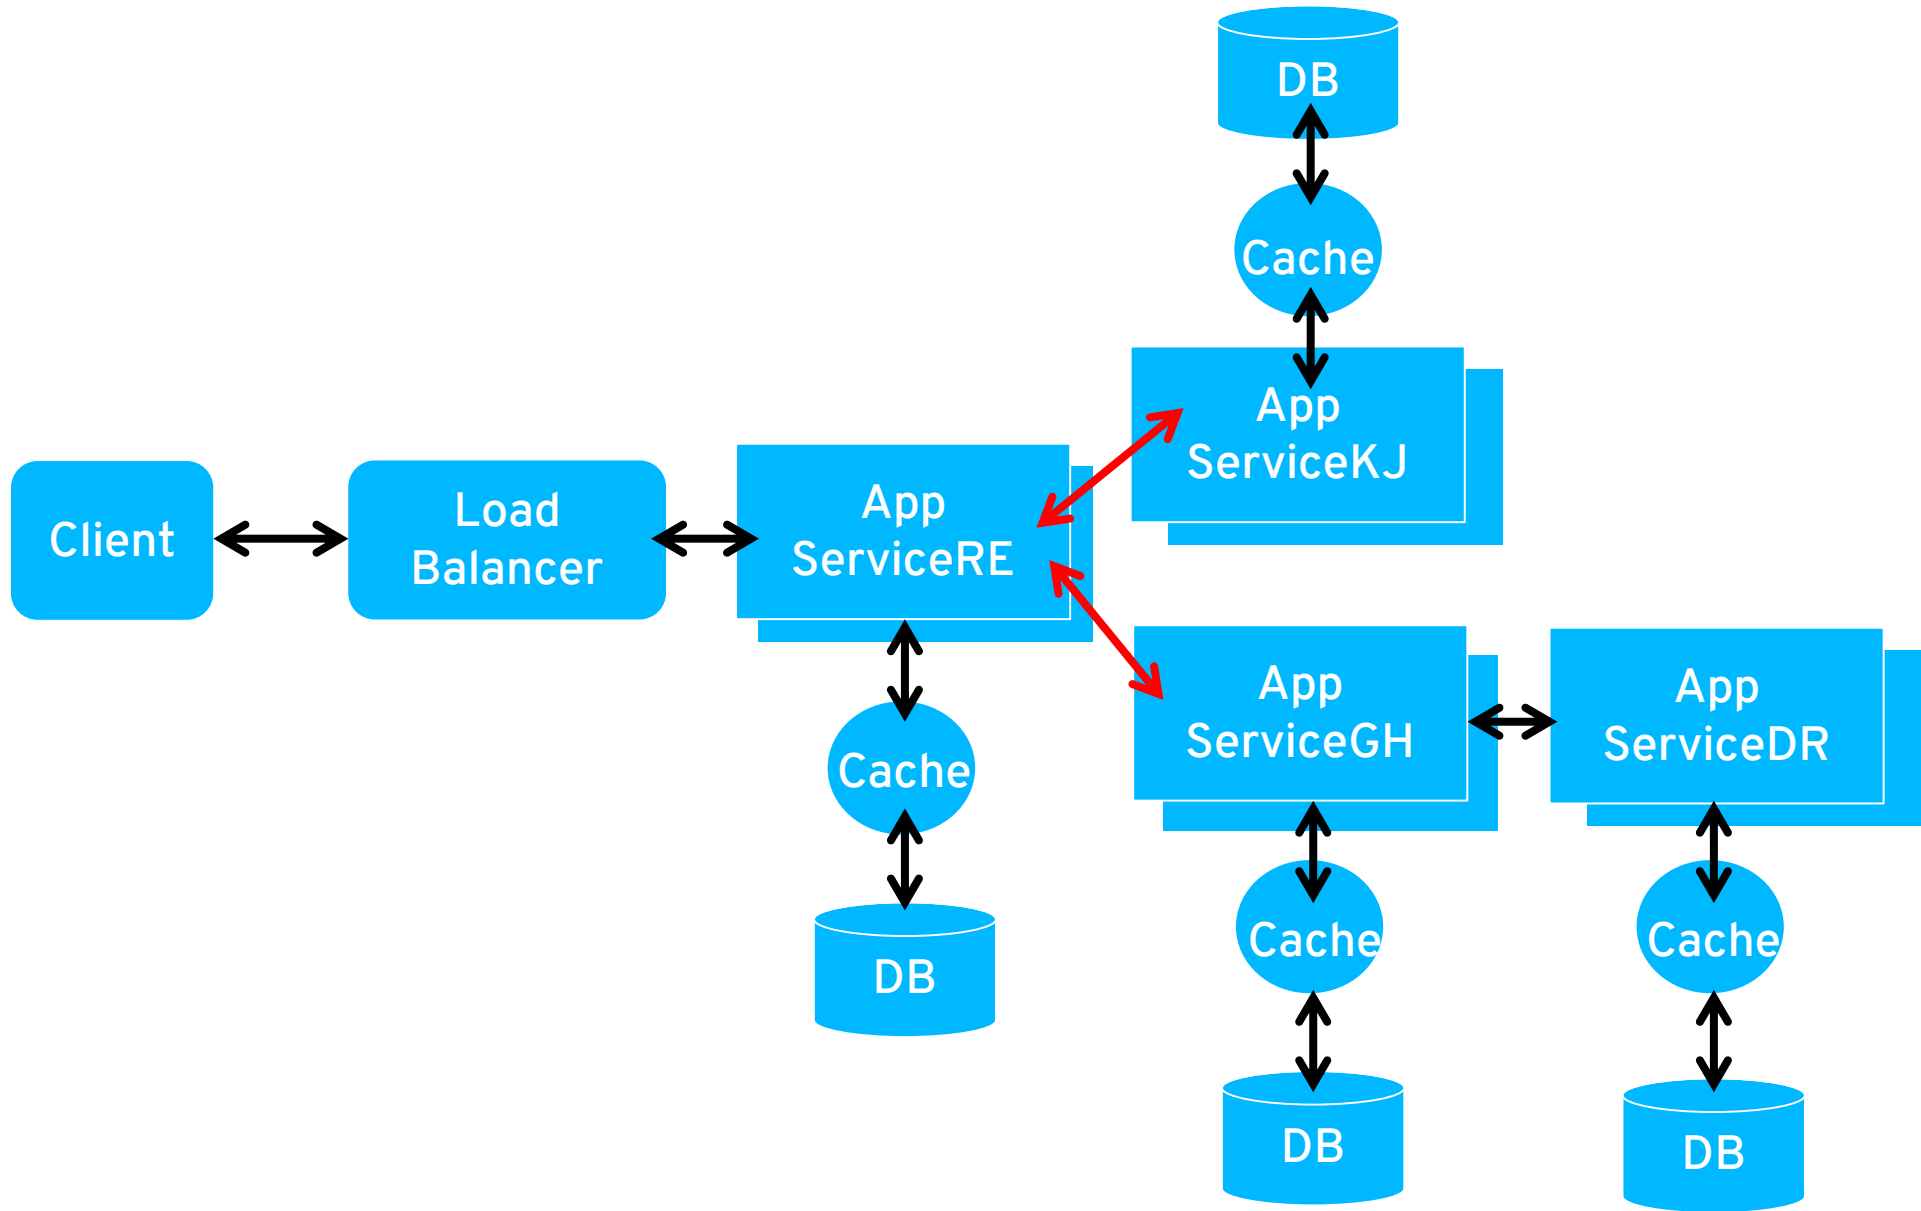 DB
Cache
App
ServiceKJ
Client
Load
Balancer
App
ServiceRE
App
ServiceGH
App
ServiceDR
Cache
Cache
Cache
DB
DB
DB